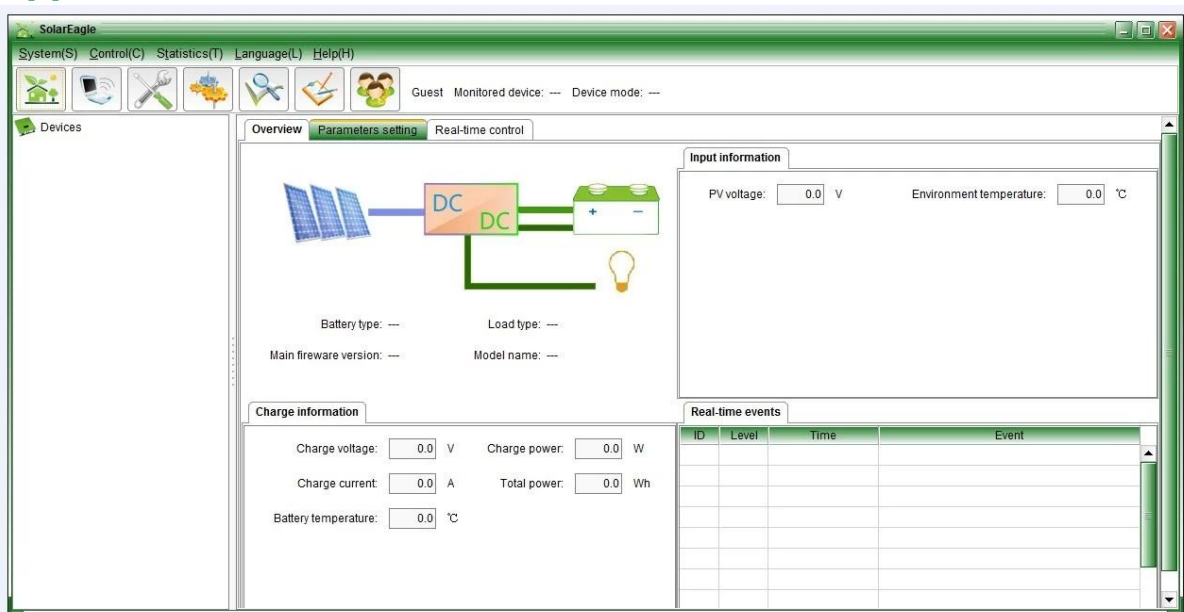 SolarEagle
System(S) Control(C) Statistics(T) Language(L) Help(H)
Guest Monitored device: --- Device mode: ---
Devices
Overview Parameters setting Real-time control
DC
DC
+ −
Battery type: --- Load type: ---
Main fireware version: --- Model name: ---
Input information
PV voltage: 0.0 V Environment temperature: 0.0 ℃
Charge information
Charge voltage: 0.0 V Charge power: 0.0 W
Charge current: 0.0 A Total power: 0.0 Wh
Battery temperature: 0.0 ℃
Real-time events
ID Level Time Event